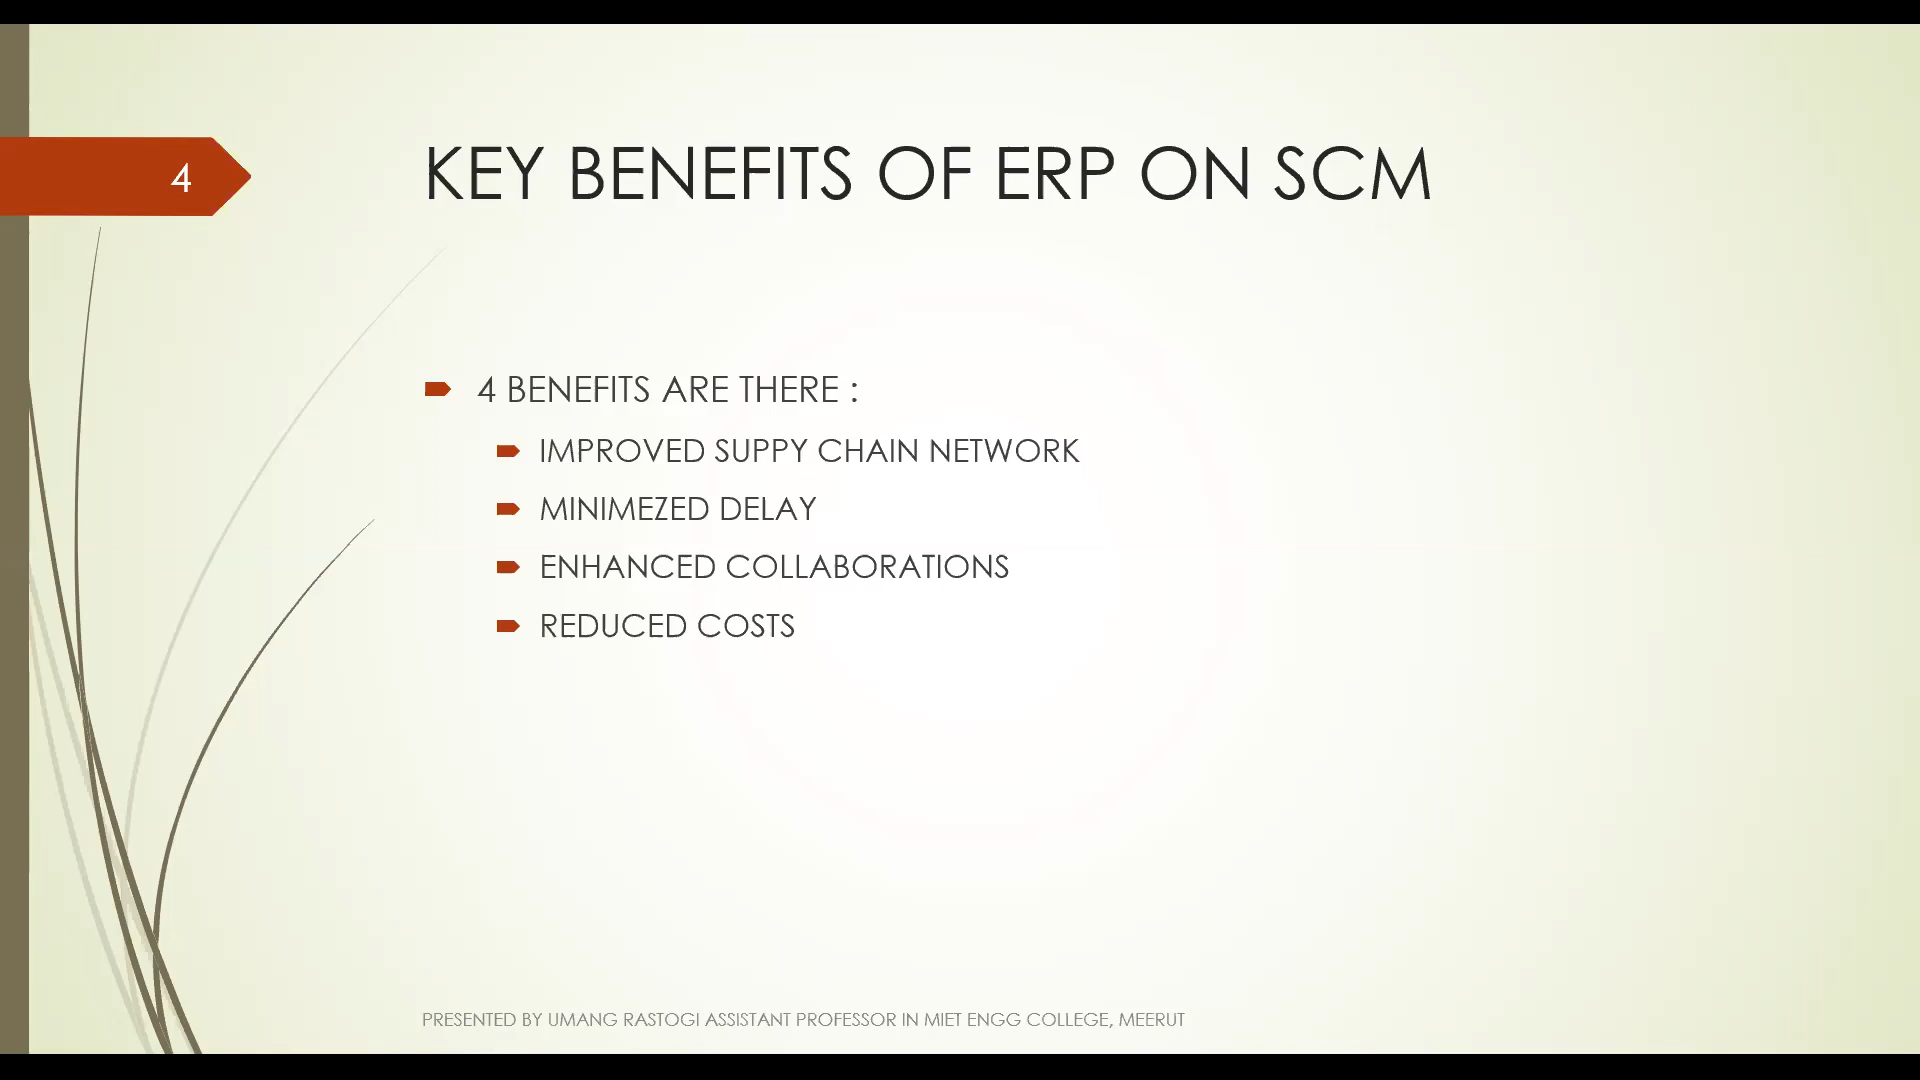 4
KEY BENEFITS OF ERP ON SCM
4 BENEFITS ARE THERE :
IMPROVED SUPPY CHAIN NETWORK
MINIMEZED DELAY
ENHANCED COLLABORATIONS
REDUCED COSTS
PRESENTED BY UMANG RASTOGI ASSISTANT PROFESSOR IN MIET ENGG COLLEGE, MEERUT